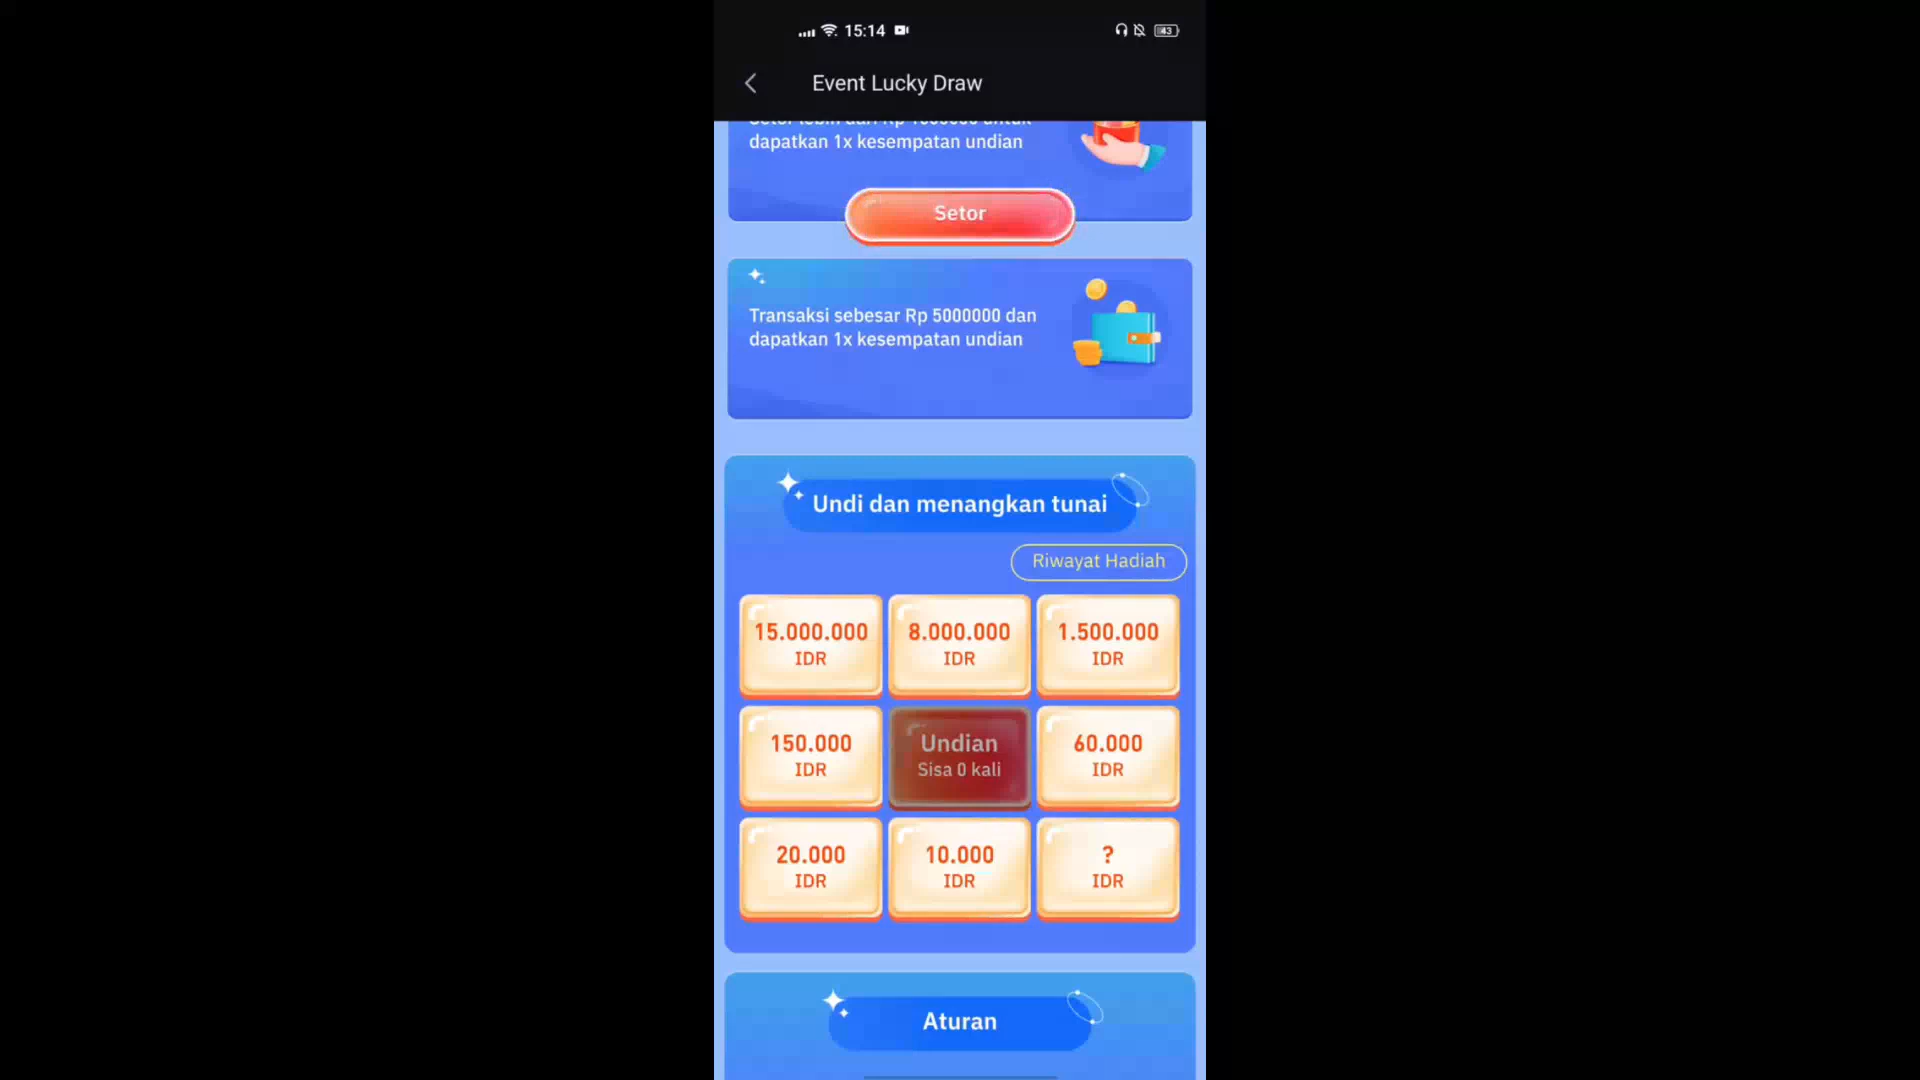 15:14
43
Event Lucky Draw
dapatkan 1x kesempatan undian
Setor
Transaksi sebesar Rp 5000000 dan
dapatkan 1x kesempatan undian
Undi dan menangkan tunai
Riwayat Hadiah
15.000.000 8.000.000 1.500.000
IDR IDR IDR
150.000 Undian 60.000
IDR Sisa 0 kali IDR
20.000 10.000 ?
IDR IDR IDR
Aturan